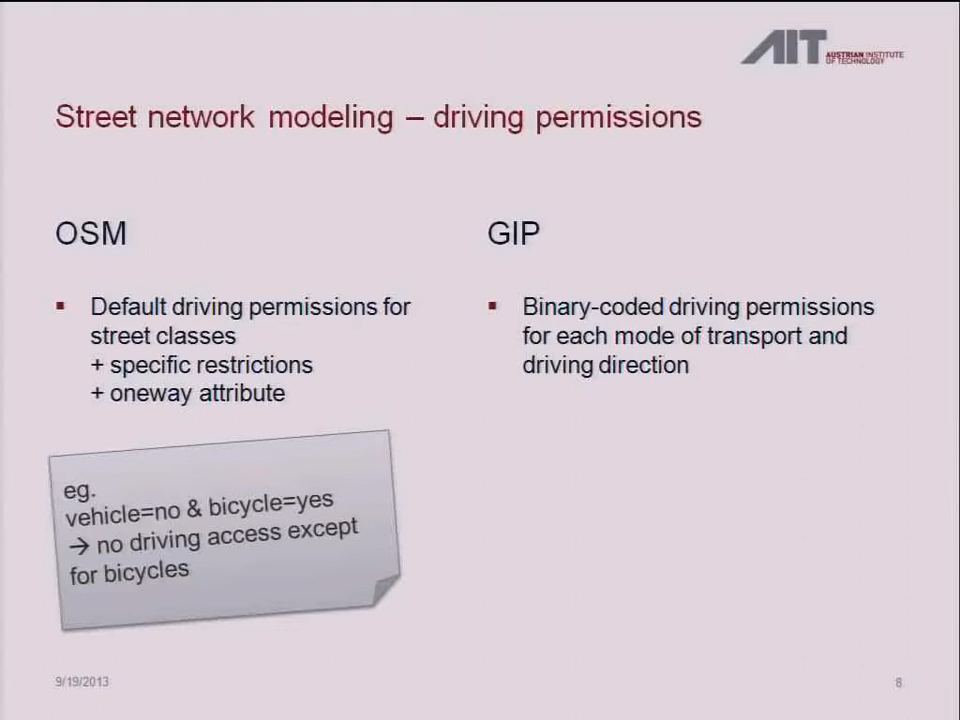 AIT
AUSTRIAN INSTITUTE
OF TECHNOLOGY
Street network modeling – driving permissions
OSM
▪ Default driving permissions for
street classes
+ specific restrictions
+ oneway attribute
eg.
vehicle=no & bicycle=yes
→ no driving access except
for bicycles
GIP
▪ Binary-coded driving permissions
for each mode of transport and
driving direction
9/19/2013
8